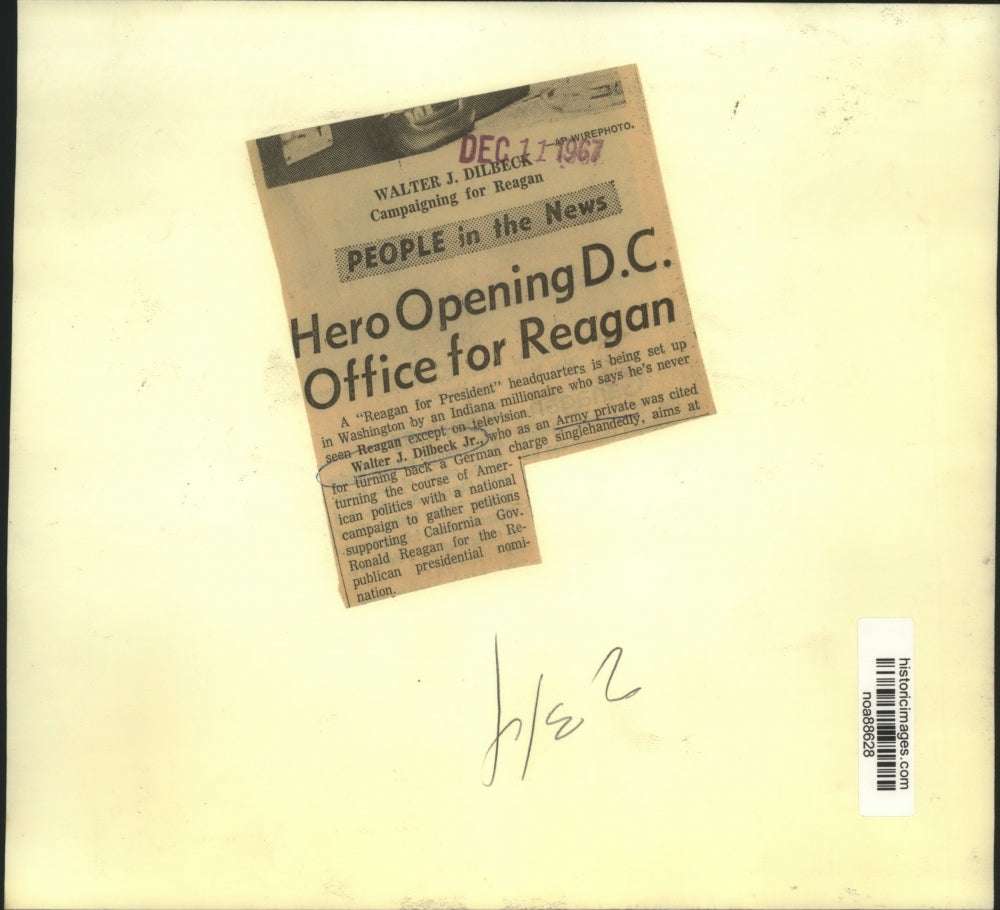 —AP WIREPHOTO.
DEC 11 1967
WALTER J. DILBECK
Campaigning for Reagan
PEOPLE in the News
Hero Opening D.C.
Office for Reagan
A “Reagan for President” headquarters is being set up
in Washington by an Indiana millionaire who says he's never
seen Reagan except on television.
Walter J. Dilbeck Jr., who as an Army private was cited
for turning back a German charge singlehandedly, aims at
turning the course of Amer-
ican politics with a national
campaign to gather petitions
supporting California Gov.
Ronald Reagan for the Re-
publican presidential nomi-
nation.
historicimages.com
noa88628